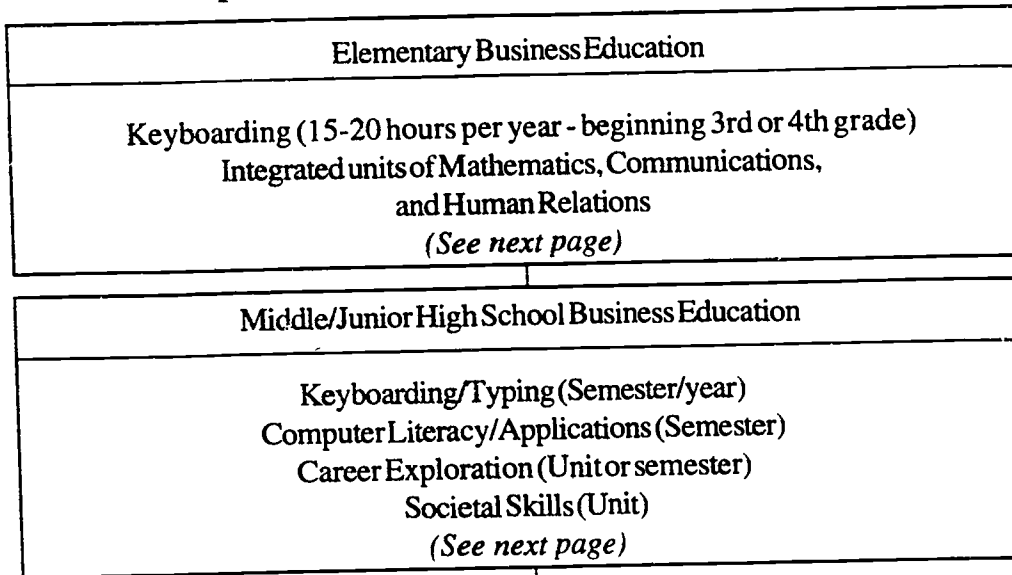 Elementary Business Education
Keyboarding (15-20 hours per year - beginning 3rd or 4th grade)
Integrated units of Mathematics, Communications,
and Human Relations
(See next page)
Middle/Junior High School Business Education
Keyboarding/Typing (Semester/year)
Computer Literacy/Applications (Semester)
Career Exploration (Unit or semester)
Societal Skills (Unit)
(See next page)